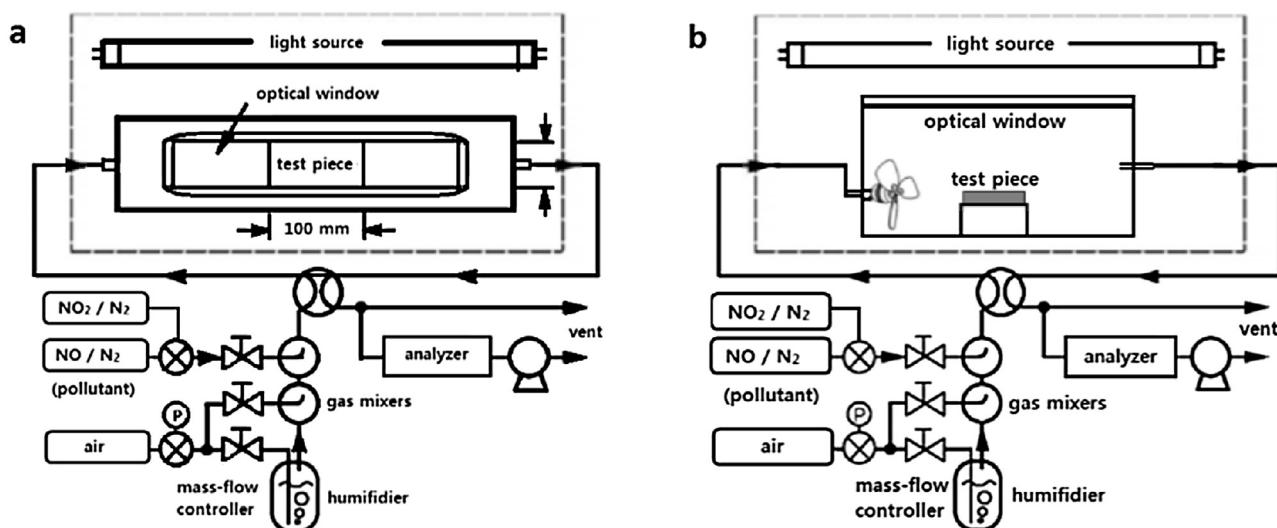 a
light source
optical window
test piece
100 mm
NO₂ / N₂
NO / N₂
(pollutant)
vent
analyzer
P
gas mixers
air
mass-flow
controller
humifidier
b
light source
optical window
test piece
NO₂ / N₂
NO / N₂
(pollutant)
vent
analyzer
P
gas mixers
air
mass-flow
controller
humifidier